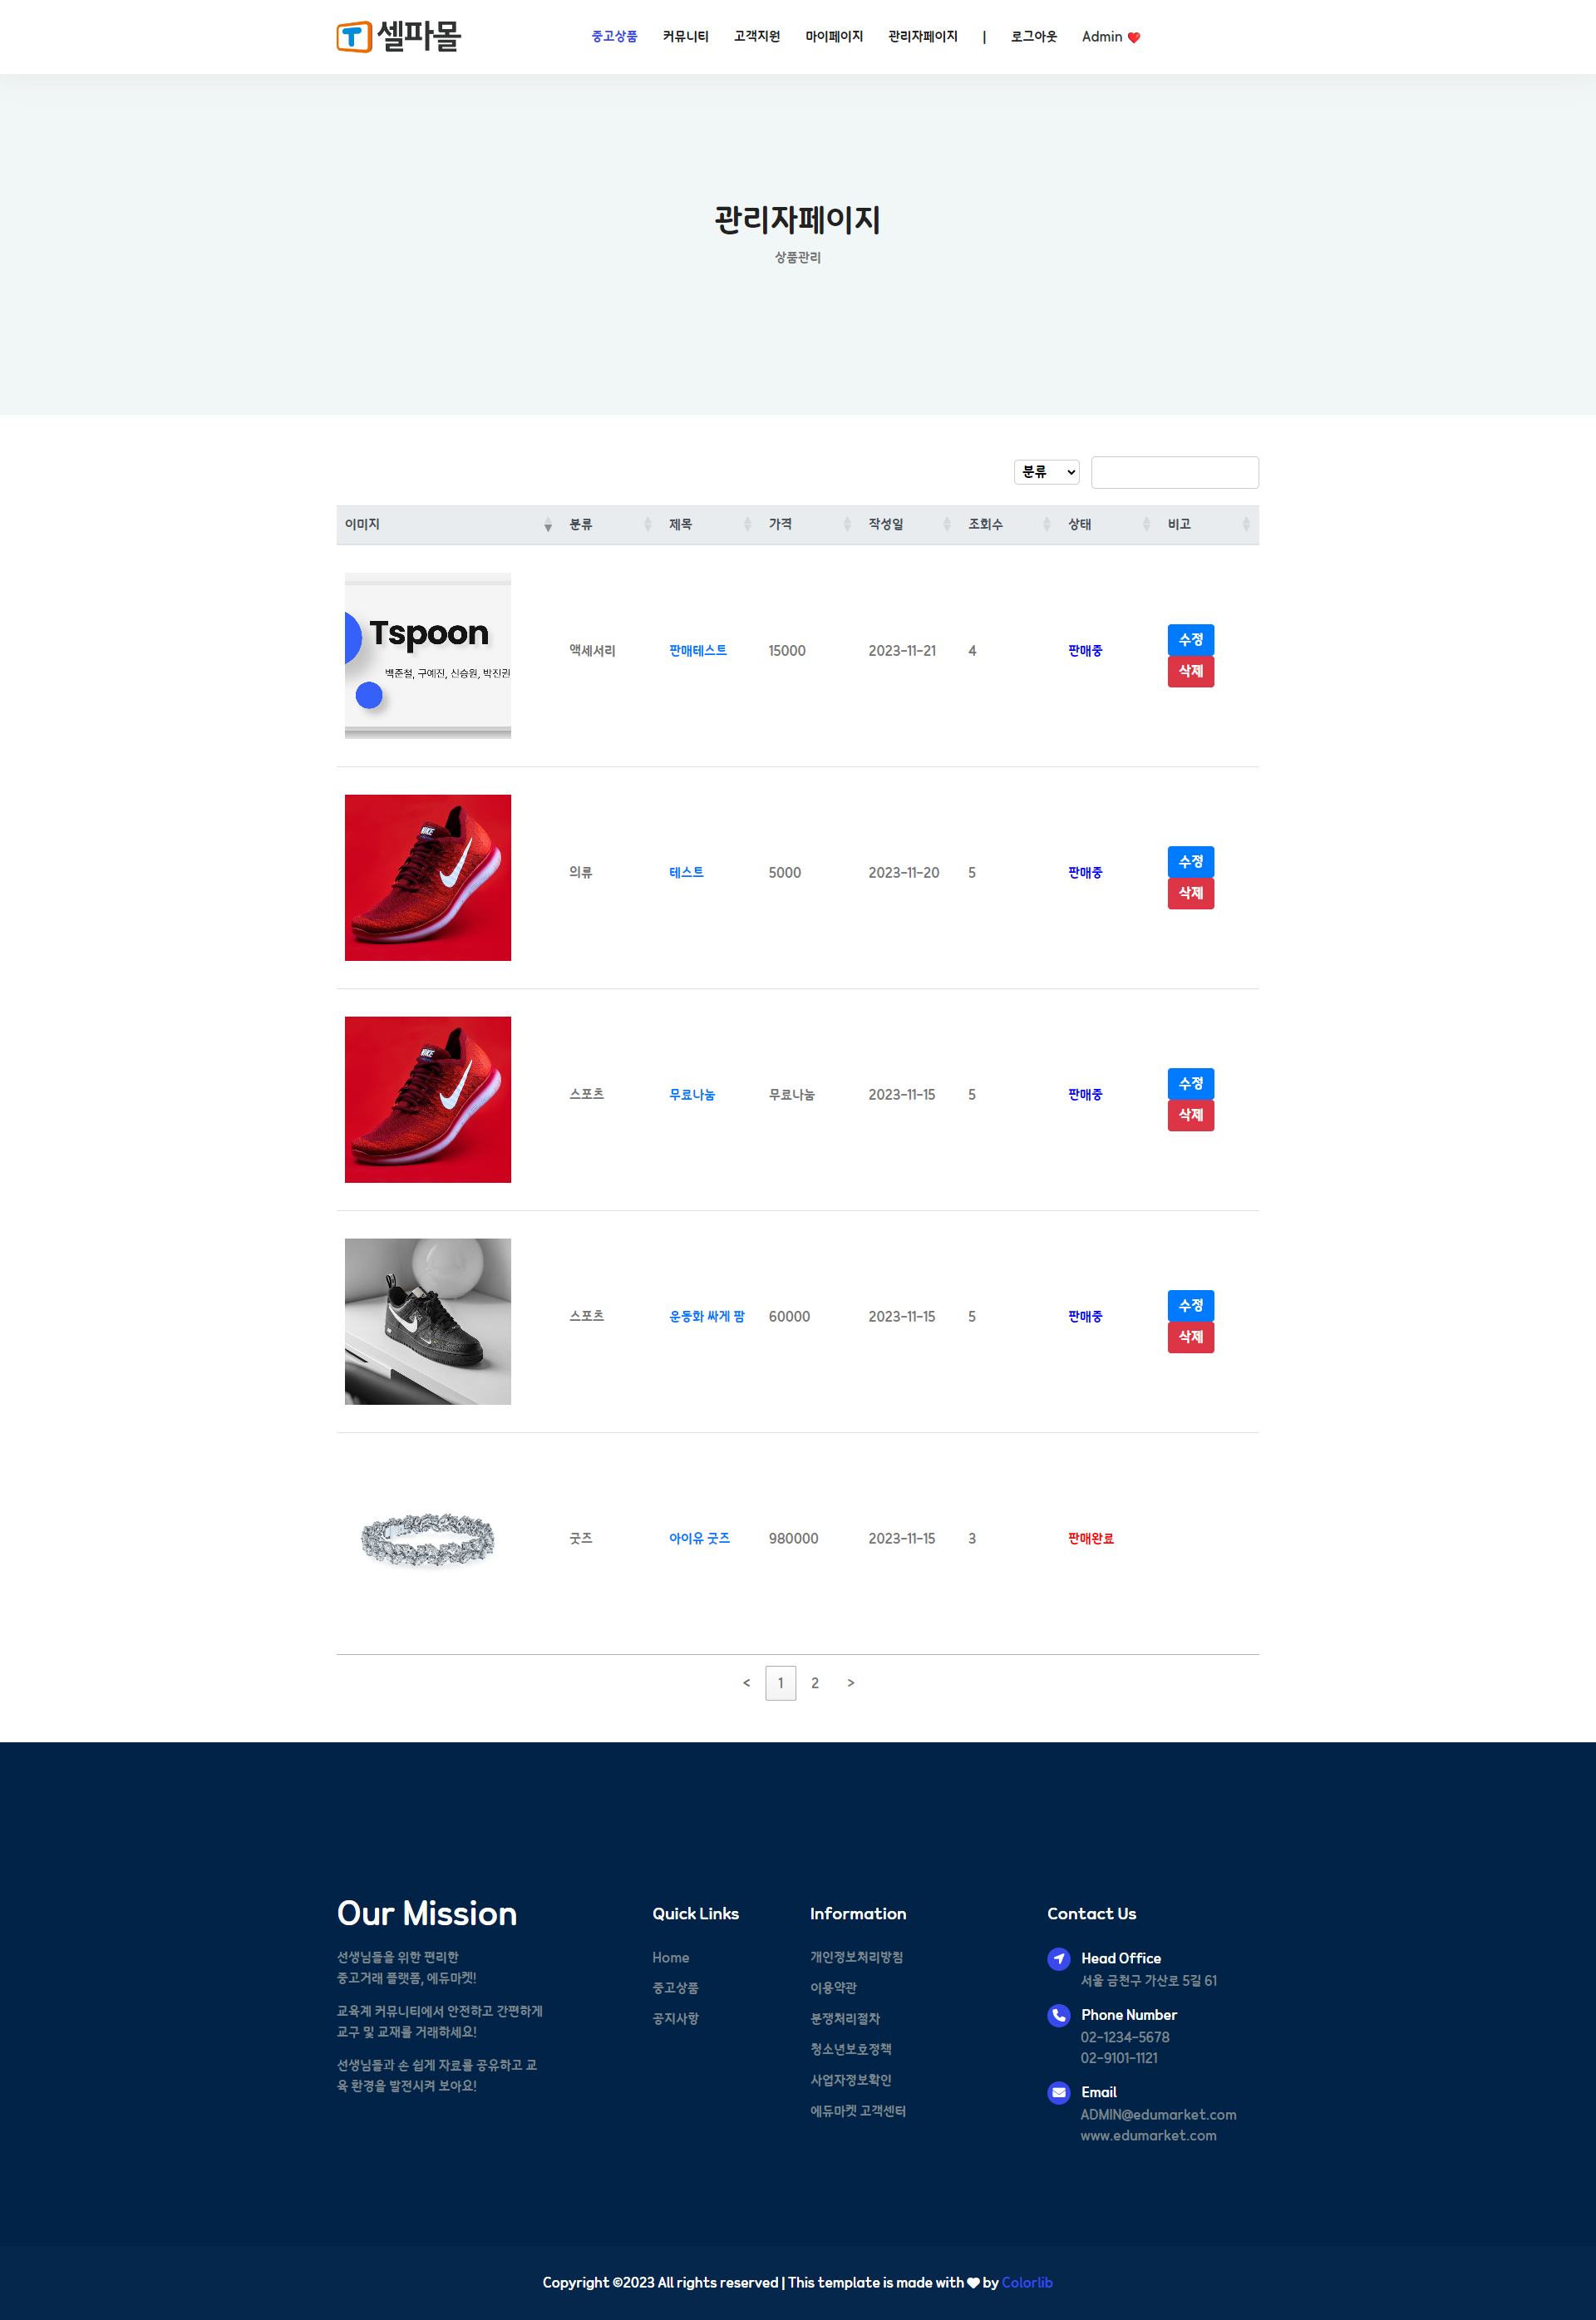 T 셀파몰
중고상품 커뮤니티 고객지원 마이페이지 관리자페이지 | 로그아웃 Admin
관리자페이지
상품관리
분류
이미지 분류 제목 가격 작성일 조회수 상태 비고
Tspoon
백준철, 구예진, 신승원, 박진권
액세서리 판매테스트 15000 2023-11-21 4 판매중 수정
삭제
NIKE
의류 테스트 5000 2023-11-20 5 판매중 수정
삭제
NIKE
스포츠 무료나눔 무료나눔 2023-11-15 5 판매중 수정
삭제
스포츠 운동화 싸게 팜 60000 2023-11-15 5 판매중 수정
삭제
굿즈 아이유 굿즈 980000 2023-11-15 3 판매완료
< 1 2 >
Our Mission
선생님들을 위한 편리한
중고거래 플랫폼, 에듀마켓!
교육계 커뮤니티에서 안전하고 간편하게
교구 및 교재를 거래하세요!
선생님들과 손 쉽게 자료를 공유하고 교
육 환경을 발전시켜 보아요!
Quick Links
Home
중고상품
공지사항
Information
개인정보처리방침
이용약관
분쟁처리절차
청소년보호정책
사업자정보확인
에듀마켓 고객센터
Contact Us
Head Office
서울 금천구 가산로 5길 61
Phone Number
02-1234-5678
02-9101-1121
Email
ADMIN@edumarket.com
www.edumarket.com
Copyright ©2023 All rights reserved | This template is made with ♥ by Colorlib